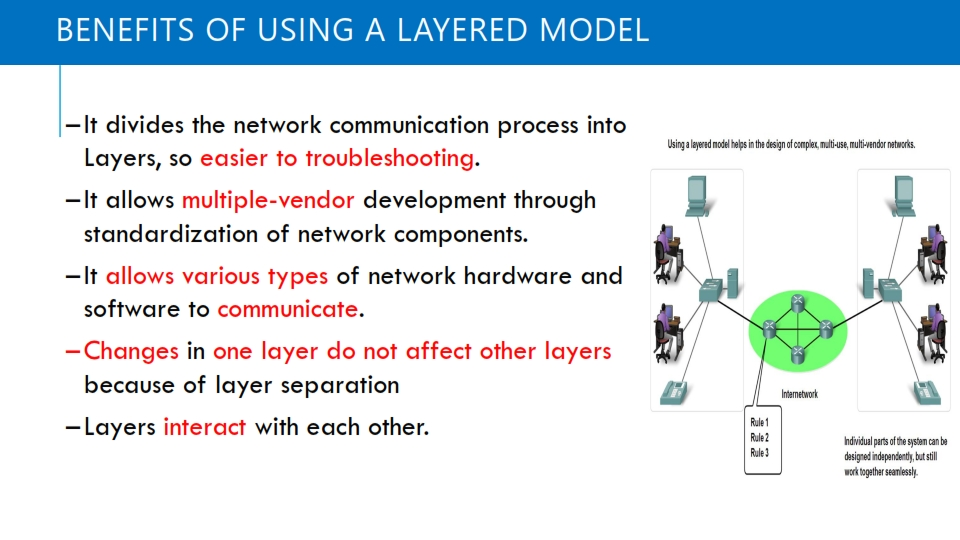 BENEFITS OF USING A LAYERED MODEL
–It divides the network communication process into
Layers, so easier to troubleshooting.
–It allows multiple-vendor development through
standardization of network components.
–It allows various types of network hardware and
software to communicate.
–Changes in one layer do not affect other layers
because of layer separation
–Layers interact with each other.
Using a layered model helps in the design of complex, multi-use, multi-vendor networks.
Internetwork
Rule 1
Rule 2
Rule 3
Individual parts of the system can be
designed independently, but still
work together seamlessly.